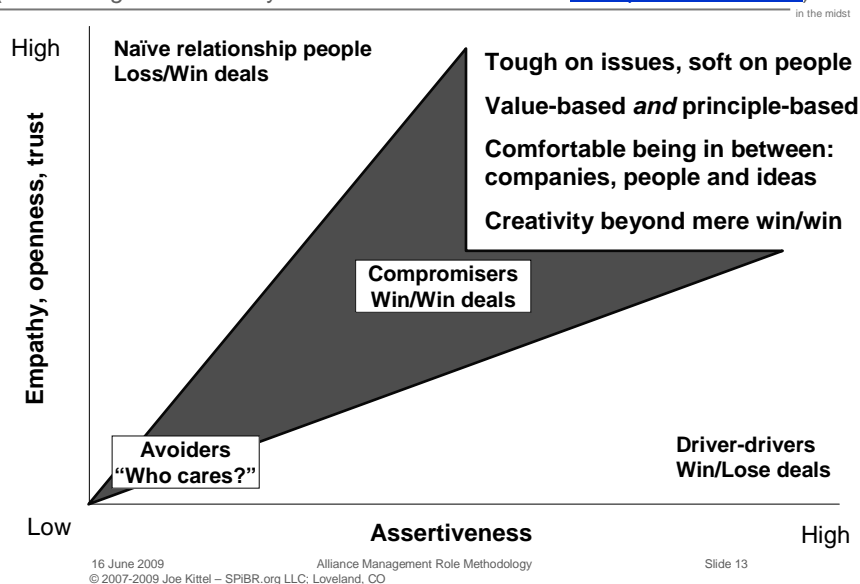 in the midst
High
Naïve relationship people
Loss/Win deals
Tough on issues, soft on people
Value-based and principle-based
Comfortable being in between:
companies, people and ideas
Creativity beyond mere win/win
Empathy, openness, trust
Compromisers
Win/Win deals
Avoiders
“Who cares?”
Driver-drivers
Win/Lose deals
Low
Assertiveness
High
16 June 2009
Alliance Management Role Methodology
Slide 13
© 2007-2009 Joe Kittel – SPiBR.org LLC; Loveland, CO